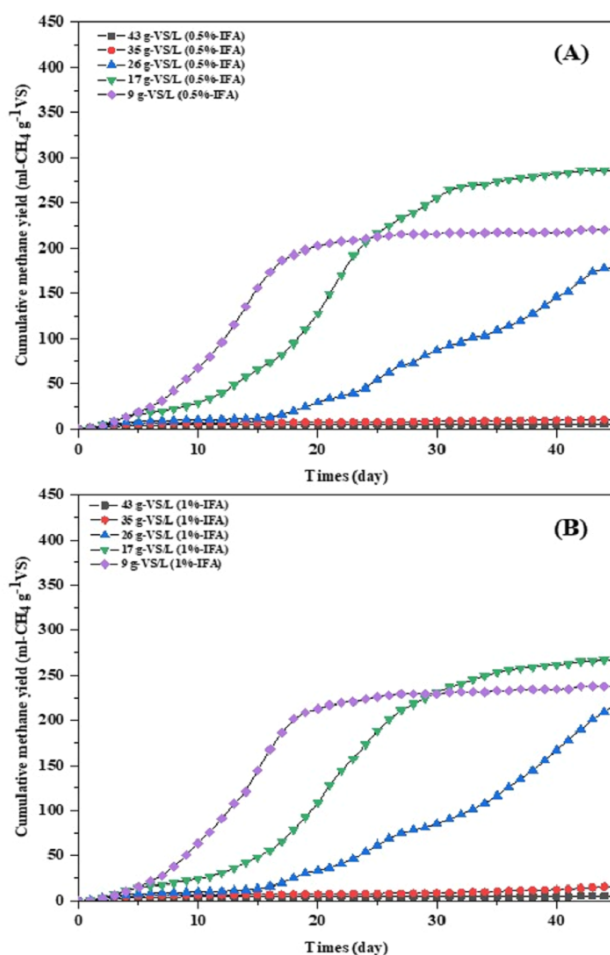 (A)
43 g-VS/L (0.5%-IFA)
35 g-VS/L (0.5%-IFA)
26 g-VS/L (0.5%-IFA)
17 g-VS/L (0.5%-IFA)
9 g-VS/L (0.5%-IFA)
Cumulative methane yield (ml-CH₄ g⁻¹VS)
450
400
350
300
250
200
150
100
50
0
0 10 20 30 40
Times (day)
(B)
43 g-VS/L (1%-IFA)
35 g-VS/L (1%-IFA)
26 g-VS/L (1%-IFA)
17 g-VS/L (1%-IFA)
9 g-VS/L (1%-IFA)
Cumulative methane yield (ml-CH₄ g⁻¹VS)
450
400
350
300
250
200
150
100
50
0
0 10 20 30 40
Times (day)